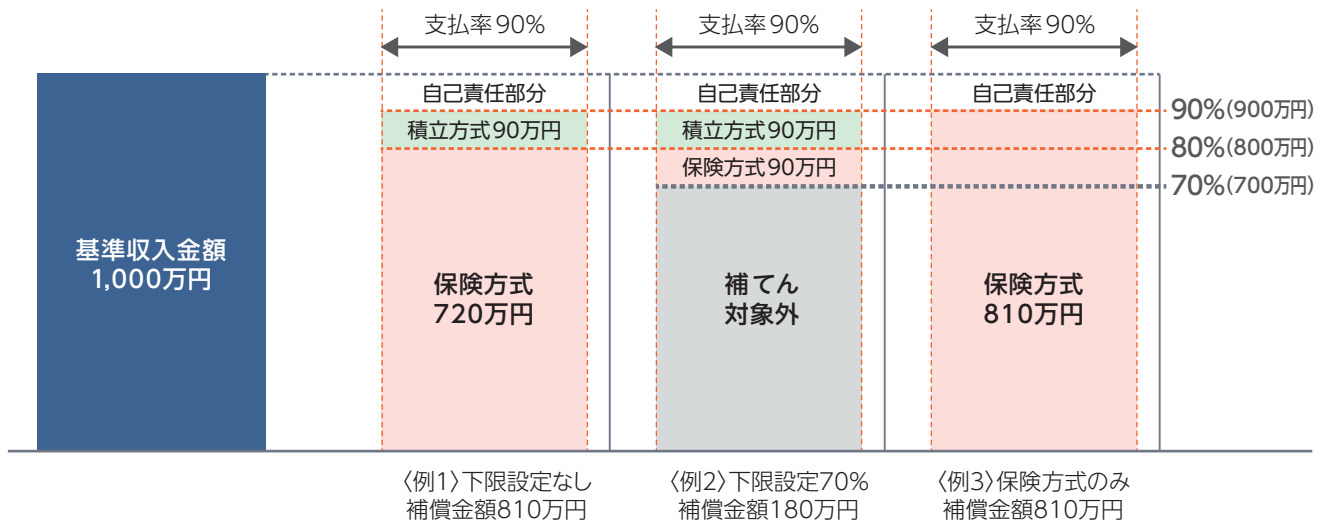 支払率90%
支払率90%
支払率90%
自己責任部分
自己責任部分
自己責任部分
90%(900万円)
積立方式90万円
積立方式90万円
80%(800万円)
保険方式90万円
70%(700万円)
基準収入金額
1,000万円
保険方式
720万円
補てん
対象外
保険方式
810万円
〈例1〉下限設定なし
補償金額810万円
〈例2〉下限設定70%
補償金額180万円
〈例3〉保険方式のみ
補償金額810万円